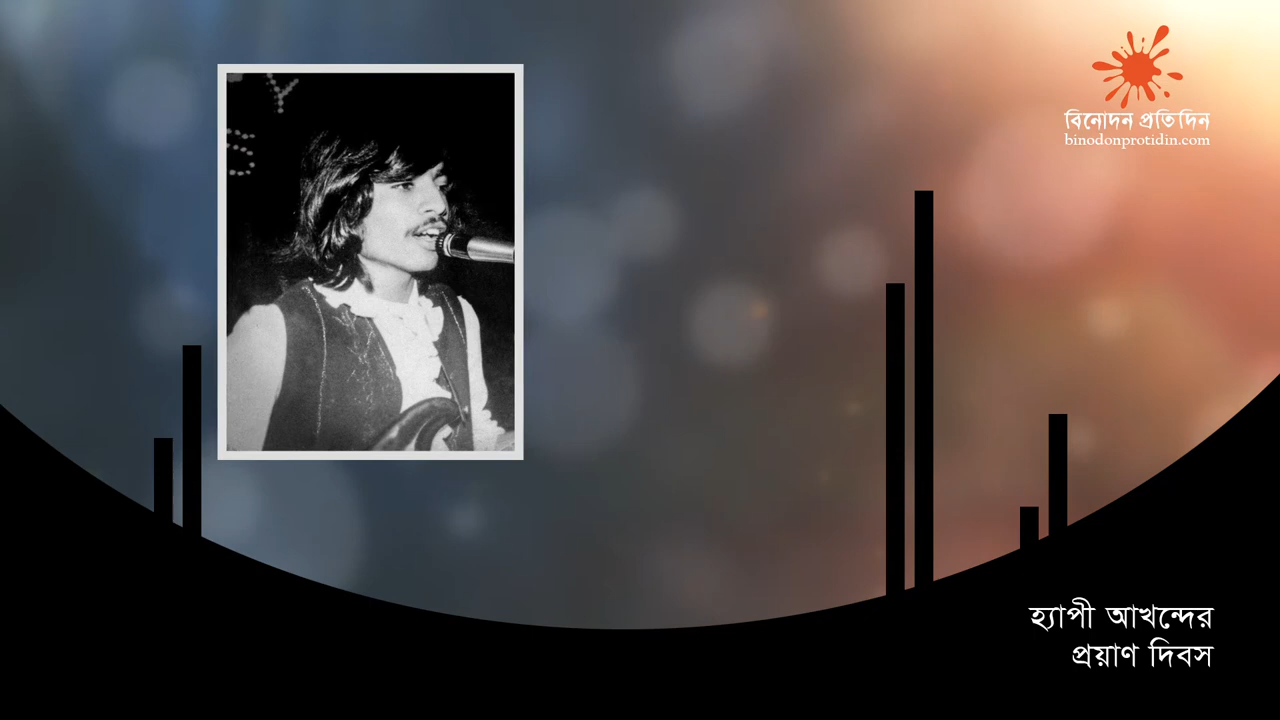 বিনোদন প্রতিদিন
binodonprotidin.com
Y
S
হ্যাপী আখন্দের
প্রয়াণ দিবস